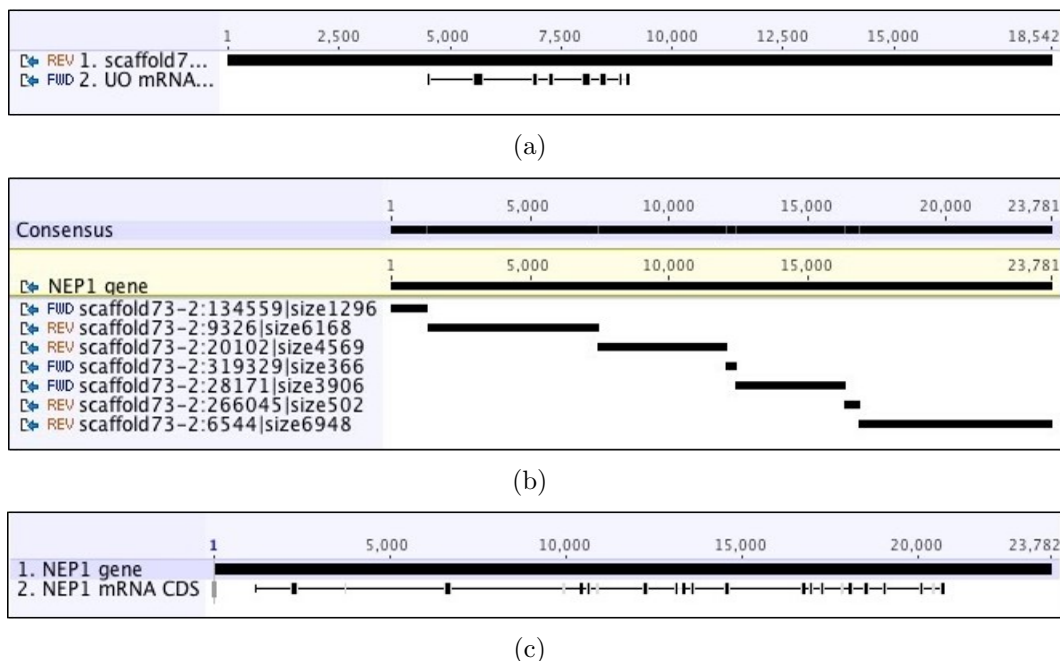 1 2,500 5,000 7,500 10,000 12,500 15,000 18,542
REV 1. scaffold7...
FWD 2. UO mRNA...
(a)
1 5,000 10,000 15,000 20,000 23,781
Consensus
1 5,000 10,000 15,000 20,000 23,781
NEP1 gene
FWD scaffold73-2:134559|size1296
REV scaffold73-2:9326|size6168
REV scaffold73-2:20102|size4569
FWD scaffold73-2:319329|size366
FWD scaffold73-2:28171|size3906
REV scaffold73-2:266045|size502
REV scaffold73-2:6544|size6948
(b)
1 5,000 10,000 15,000 20,000 23,782
1. NEP1 gene
2. NEP1 mRNA CDS
(c)